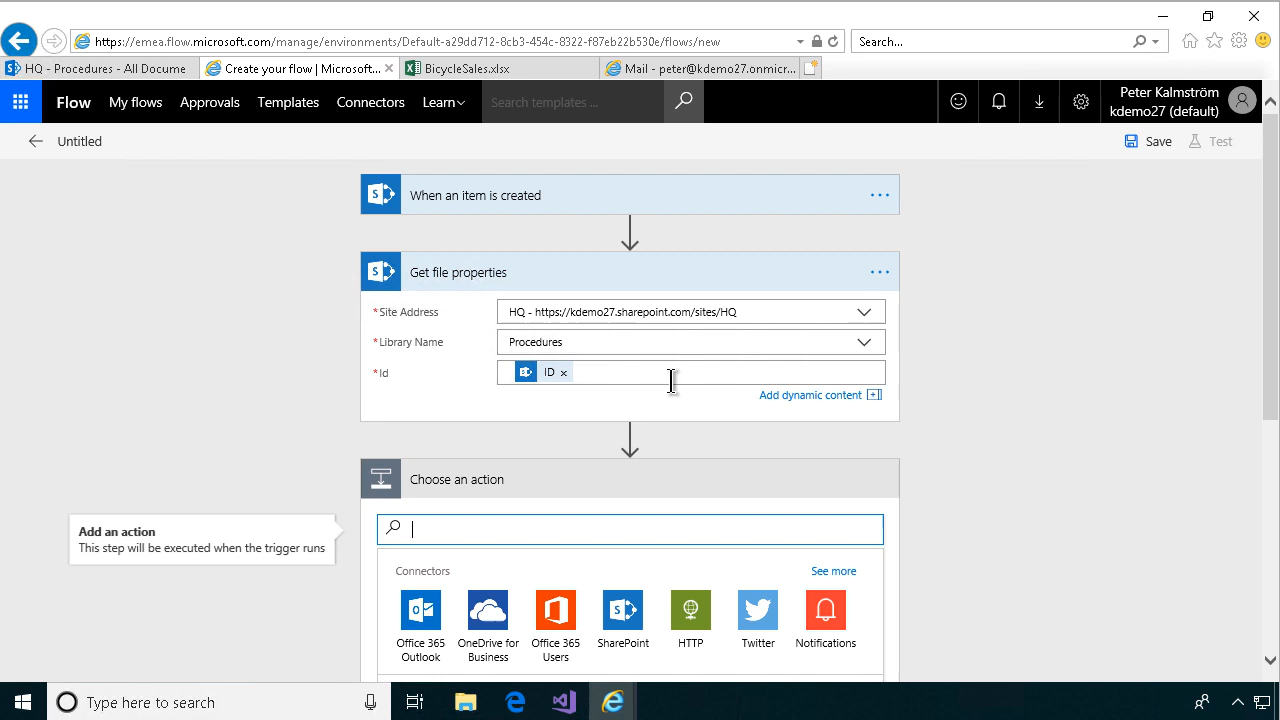 https://emea.flow.microsoft.com/manage/environments/Default-a29dd712-8cb3-454c-8322-f87eb22b530e/flows/new
Search...
HQ - Procedures - All Docume
Create your flow | Microsoft...
BicycleSales.xlsx
Mail - peter@kdemo27.onmicr...
Flow
My flows
Approvals
Templates
Connectors
Learn
Search templates ...
Peter Kalmström
kdemo27 (default)
Untitled
Save
Test
When an item is created
Get file properties
*Site Address
HQ - https://kdemo27.sharepoint.com/sites/HQ
*Library Name
Procedures
*Id
ID ×
Add dynamic content
Choose an action
Add an action
This step will be executed when the trigger runs
Connectors
See more
Office 365 Outlook
OneDrive for Business
Office 365 Users
SharePoint
HTTP
Twitter
Notifications
Type here to search